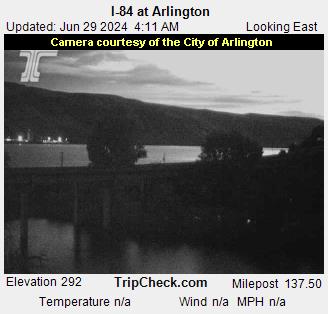 I-84 at Arlington
Updated: Jun 29 2024 4:11 AM Looking East
Camera courtesy of the City of Arlington
Elevation 292 TripCheck.com Milepost 137.50
Temperature n/a Wind n/a MPH n/a